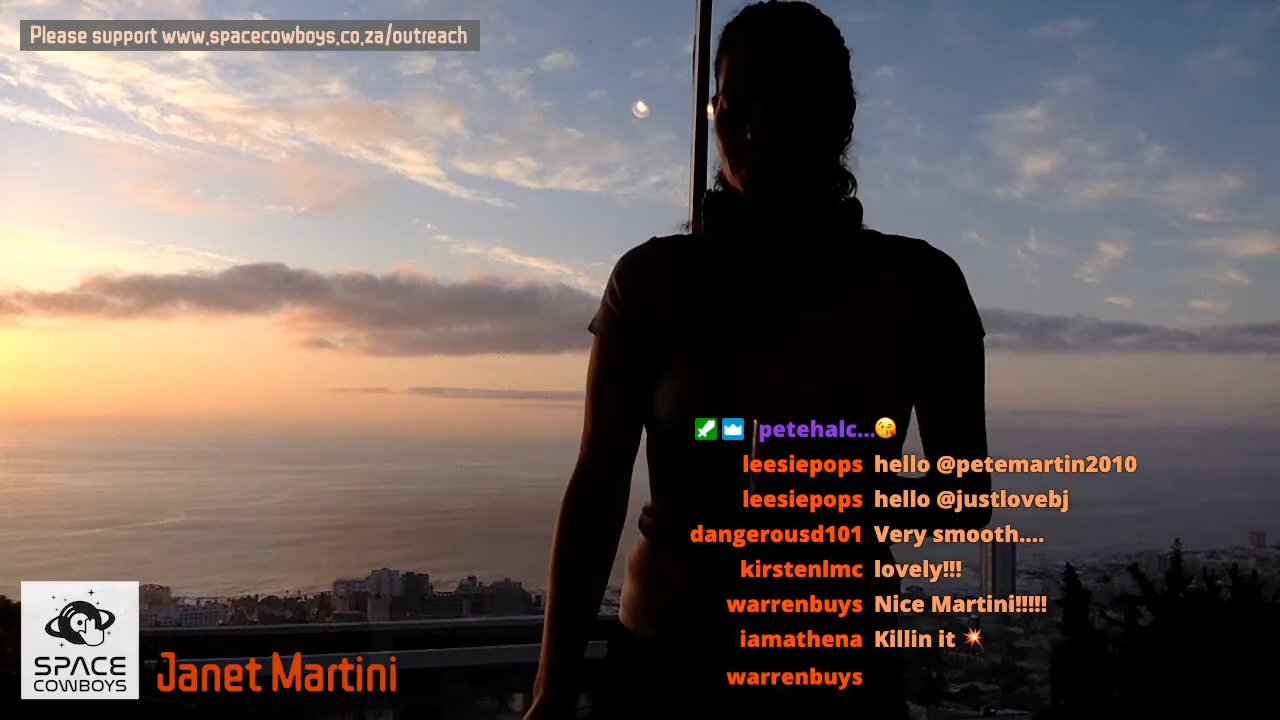 Please support www.spacecowboys.co.za/outreach
petehalc...😘
leesiepops hello @petemartin2010
leesiepops hello @justlovebj
dangerousd101 Very smooth....
kirstenlmc lovely!!!
warrenbuys Nice Martini!!!!!
iamathena Killin it 💥
warrenbuys
SPACE
COWBOYS
Janet Martini